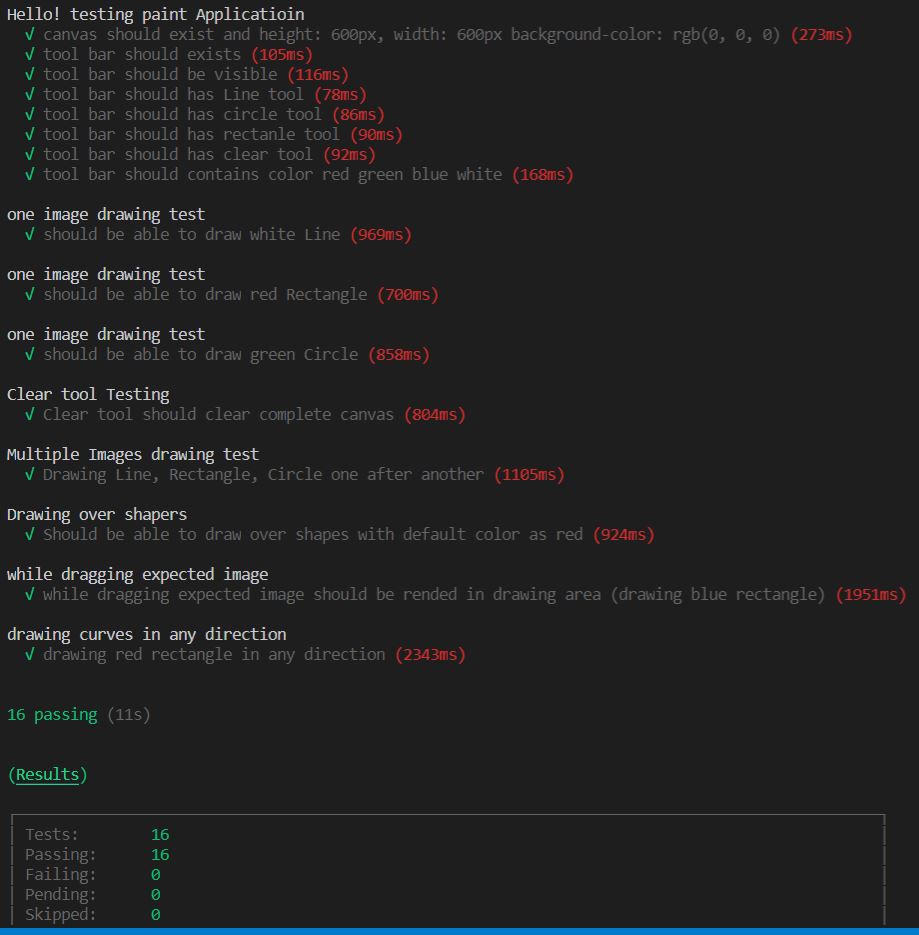 Hello! testing paint Applicatioin
√ canvas should exist and height: 600px, width: 600px background-color: rgb(0, 0, 0) (273ms)
√ tool bar should exists (105ms)
√ tool bar should be visible (116ms)
√ tool bar should has Line tool (78ms)
√ tool bar should has circle tool (86ms)
√ tool bar should has rectanle tool (90ms)
√ tool bar should has clear tool (92ms)
√ tool bar should contains color red green blue white (168ms)
one image drawing test
√ should be able to draw white Line (969ms)
one image drawing test
√ should be able to draw red Rectangle (700ms)
one image drawing test
√ should be able to draw green Circle (858ms)
Clear tool Testing
√ Clear tool should clear complete canvas (804ms)
Multiple Images drawing test
√ Drawing Line, Rectangle, Circle one after another (1105ms)
Drawing over shapers
√ Should be able to draw over shapes with default color as red (924ms)
while dragging expected image
√ while dragging expected image should be rended in drawing area (drawing blue rectangle) (1951ms)
drawing curves in any direction
√ drawing red rectangle in any direction (2343ms)
16 passing (11s)
(Results)
Tests: 16
Passing: 16
Failing: 0
Pending: 0
Skipped: 0